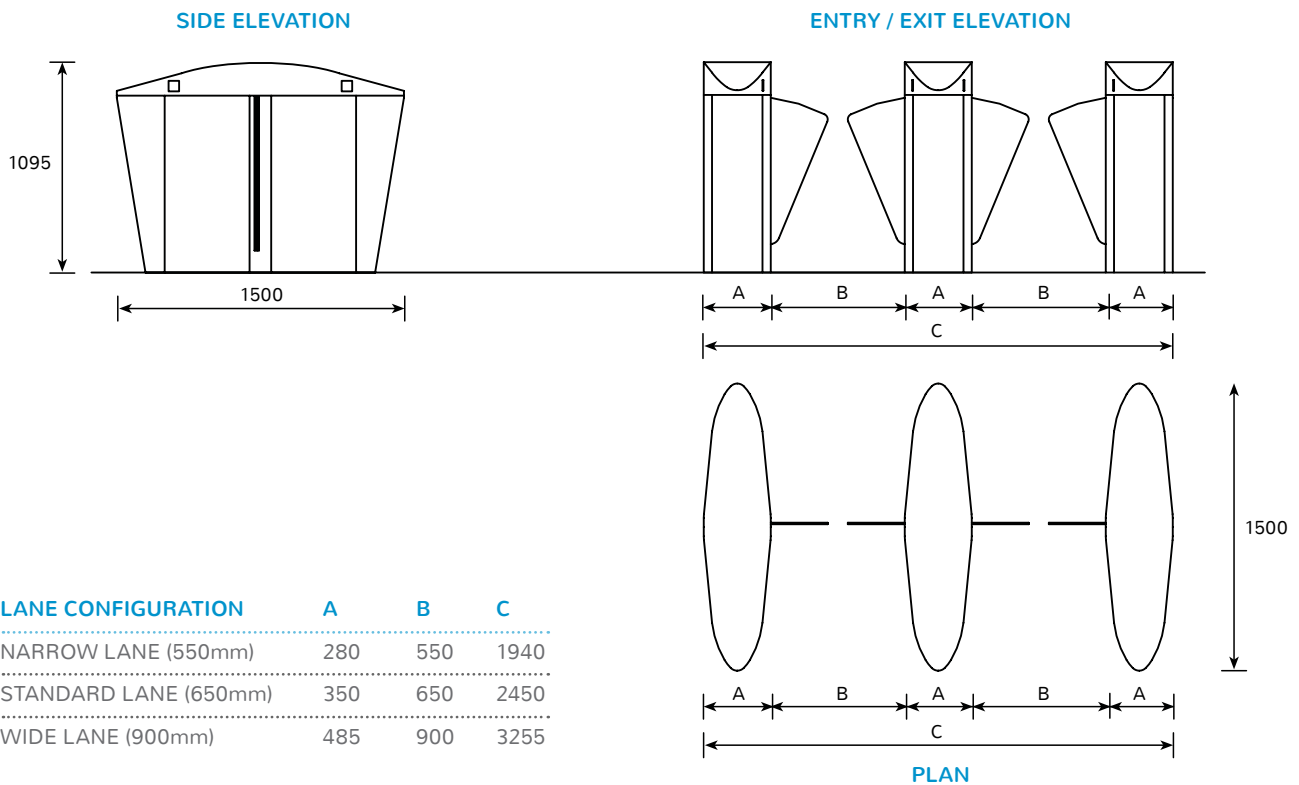 SIDE ELEVATION
ENTRY / EXIT ELEVATION
1095
1500
A B A B A
C
1500
LANE CONFIGURATION A B C
NARROW LANE (550mm) 280 550 1940
STANDARD LANE (650mm) 350 650 2450
WIDE LANE (900mm) 485 900 3255
A B A B A
C
PLAN